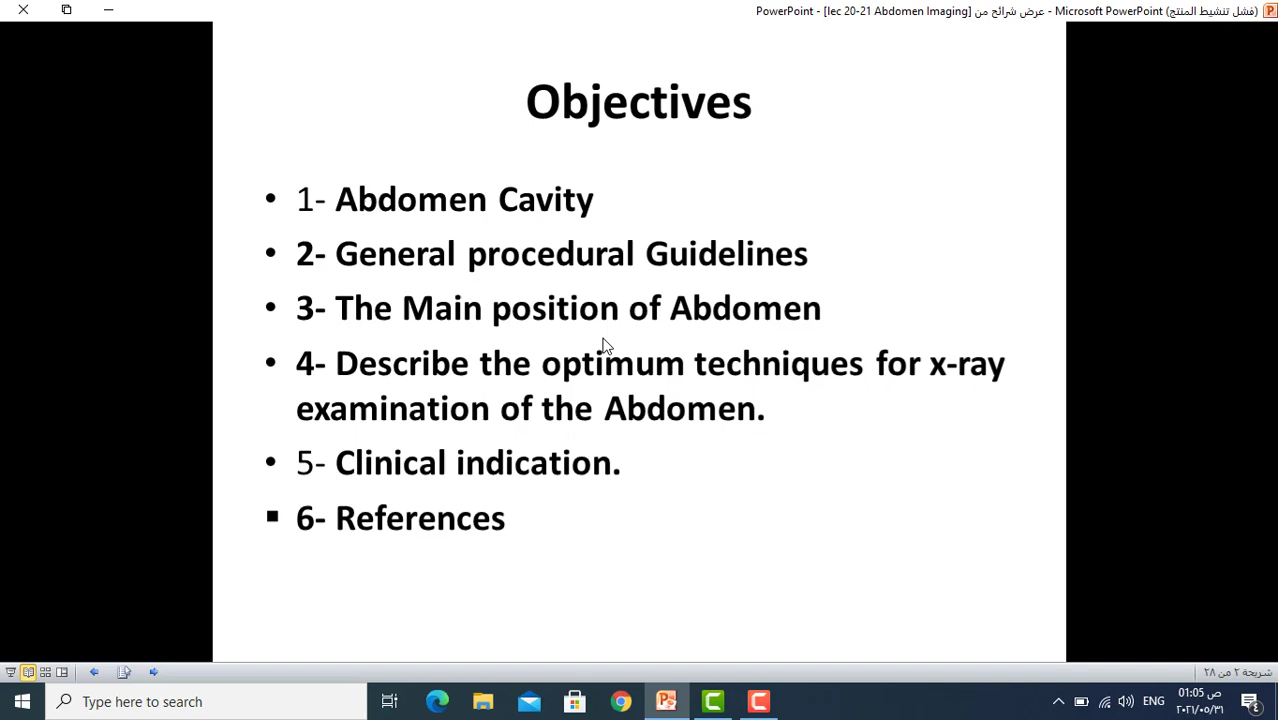 PowerPoint - [lec 20-21 Abdomen Imaging] عرض شرائح من - Microsoft PowerPoint (فشل تنشيط المنتج)
Objectives
• 1- Abdomen Cavity
• 2- General procedural Guidelines
• 3- The Main position of Abdomen
• 4- Describe the optimum techniques for x-ray
examination of the Abdomen.
• 5- Clinical indication.
▪ 6- References
شريحة ٢ من ٢٨
Type here to search
ENG
01:05 ص
٢٠٢١/٠٥/٣١